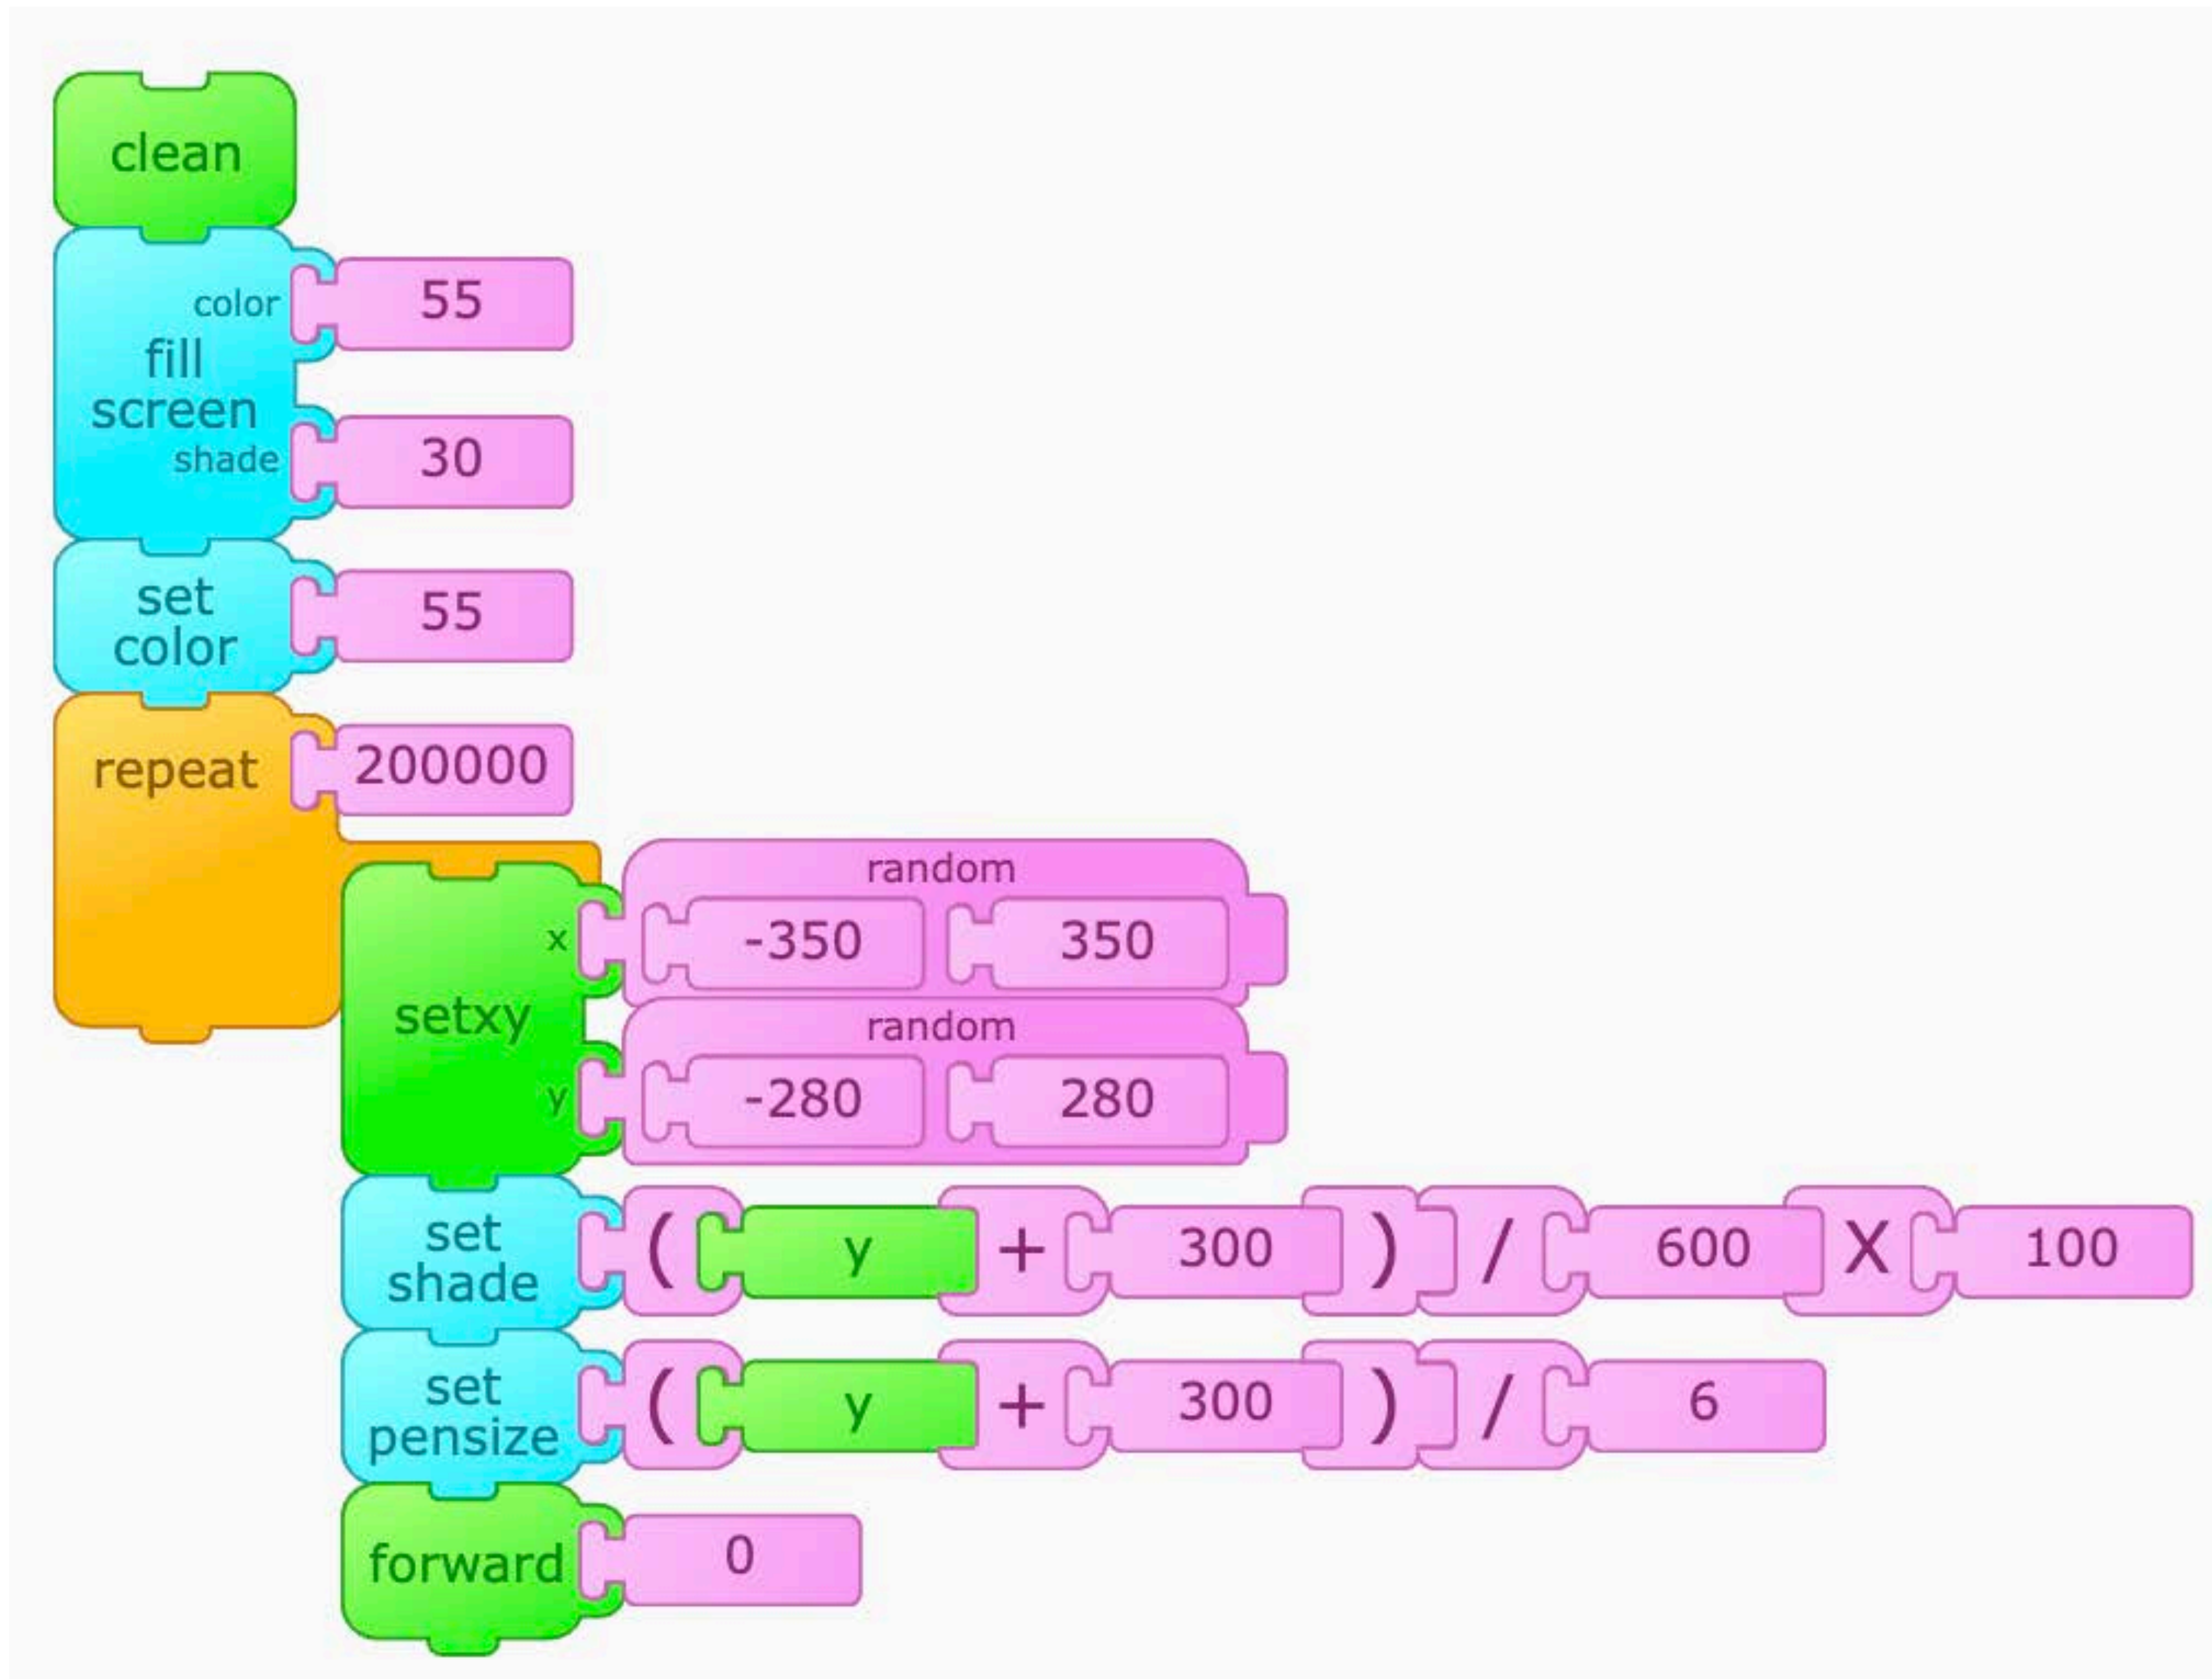 clean
color 55
fill
screen
shade 30
set
color 55
repeat 200000
random
x -350 350
setxy
random
y -280 280
set
shade ( y + 300 ) / 600 X 100
set
pensize ( y + 300 ) / 6
forward 0